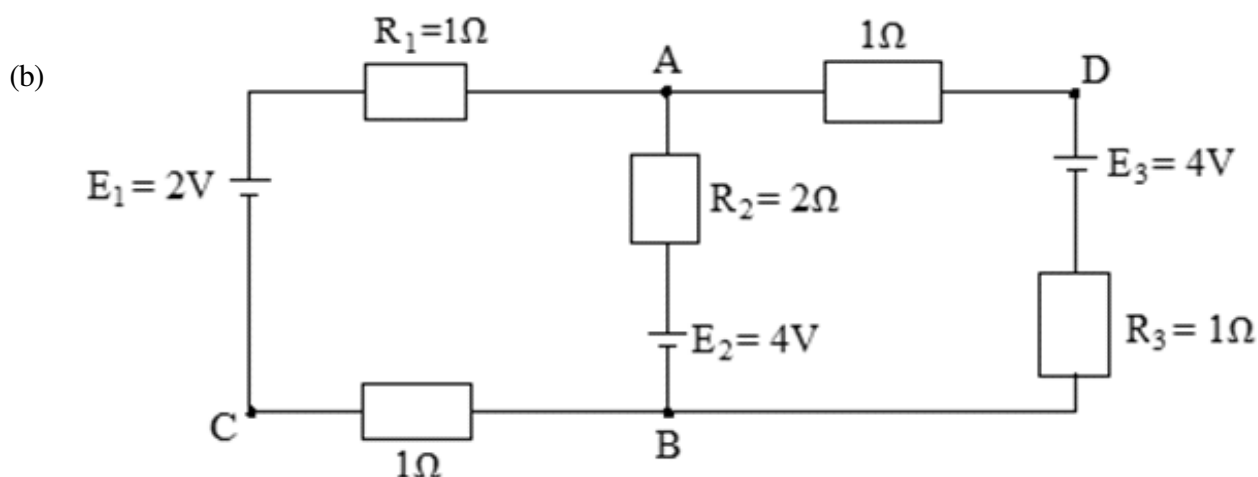 (b)
R₁=1Ω
A
1Ω
D
E₁= 2V
E₃= 4V
R₂= 2Ω
E₂= 4V
R₃= 1Ω
C
1Ω
B